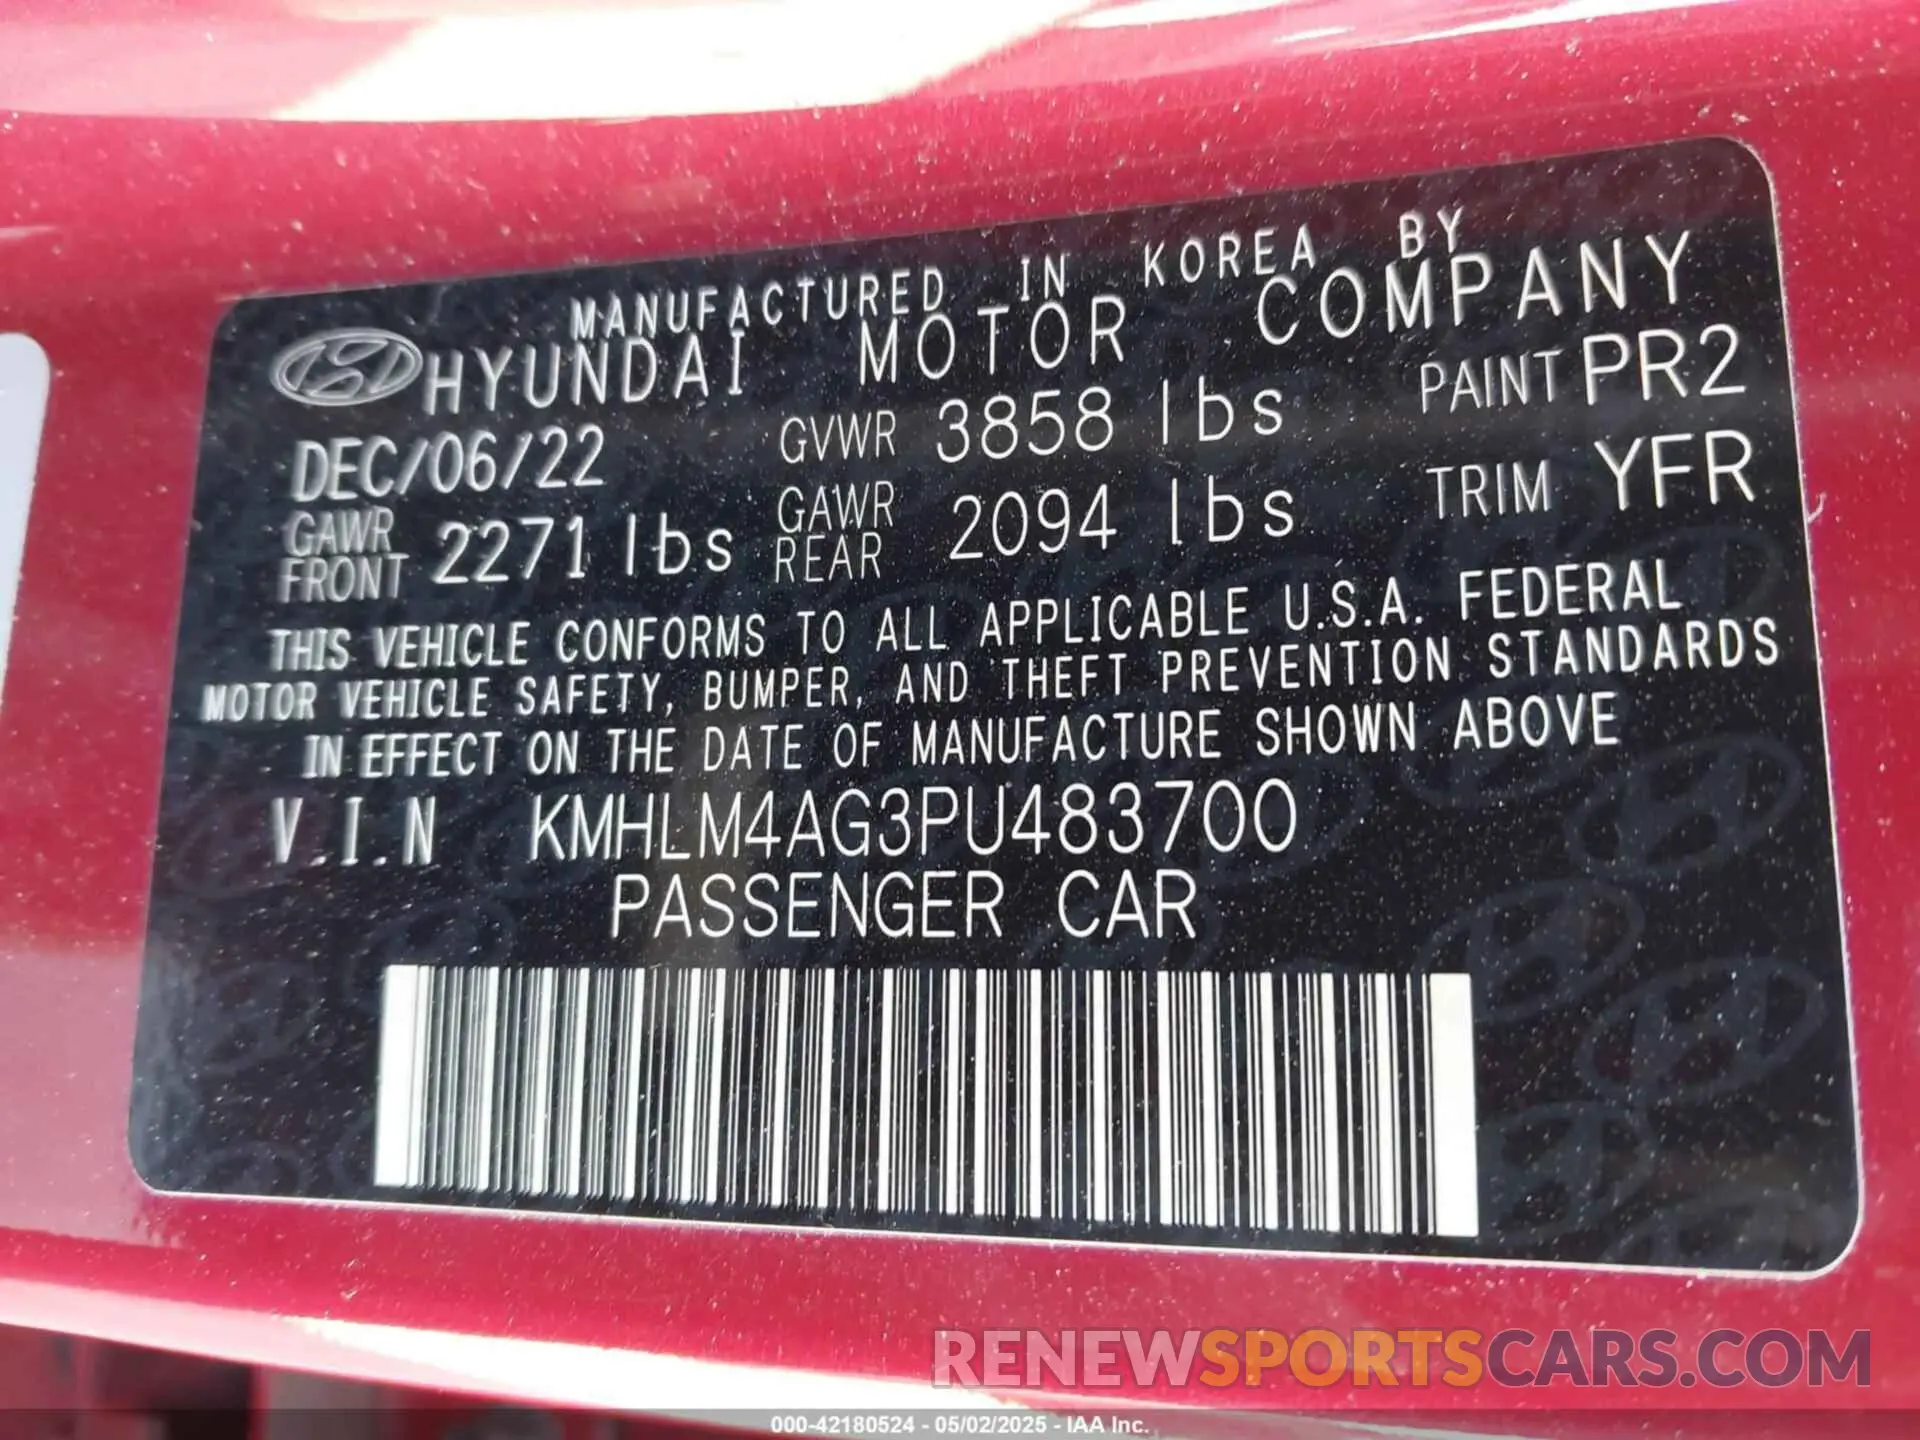 MANUFACTURED IN KOREA BY
HYUNDAI MOTOR COMPANY
DEC/06/22 GVWR 3858 lbs PAINT PR2
GAWR FRONT 2271 lbs GAWR REAR 2094 lbs TRIM YFR
THIS VEHICLE CONFORMS TO ALL APPLICABLE U.S.A. FEDERAL
MOTOR VEHICLE SAFETY, BUMPER, AND THEFT PREVENTION STANDARDS
IN EFFECT ON THE DATE OF MANUFACTURE SHOWN ABOVE
V.I.N KMHLM4AG3PU483700
PASSENGER CAR
RENEWSPORTSCARS.COM
000-42180524 - 05/02/2025 - IAA Inc.